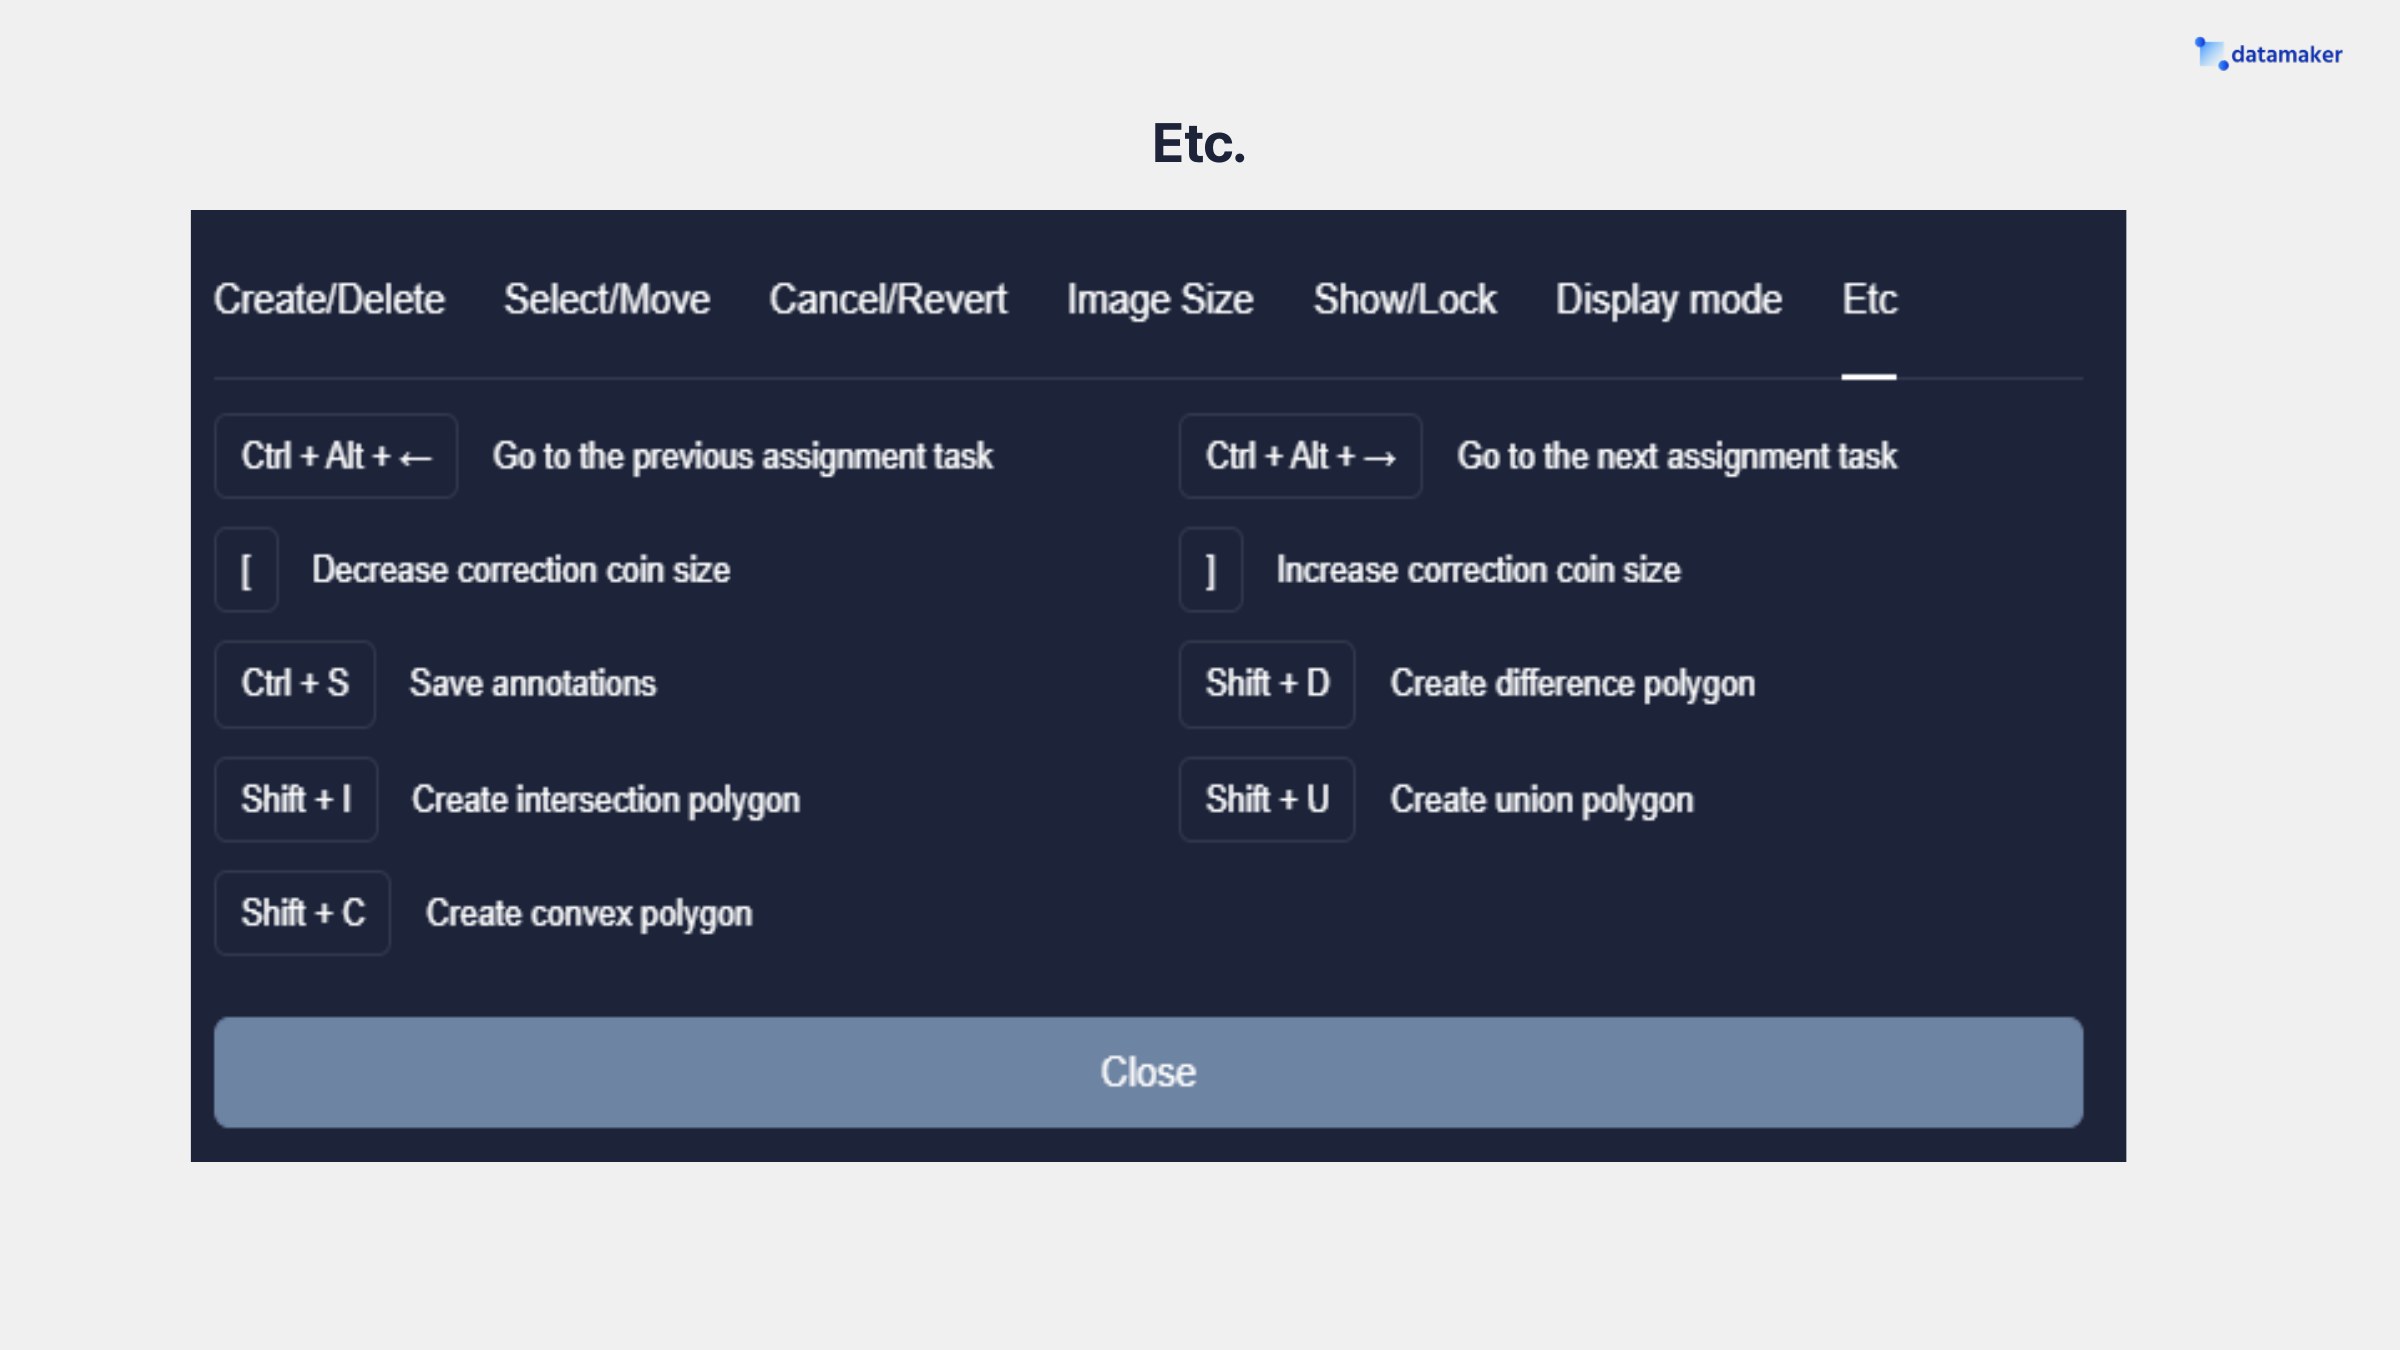 datamaker
Etc.
Create/Delete Select/Move Cancel/Revert Image Size Show/Lock Display mode Etc
Ctrl + Alt + ← Go to the previous assignment task Ctrl + Alt + → Go to the next assignment task
[ Decrease correction coin size ] Increase correction coin size
Ctrl + S Save annotations Shift + D Create difference polygon
Shift + I Create intersection polygon Shift + U Create union polygon
Shift + C Create convex polygon
Close